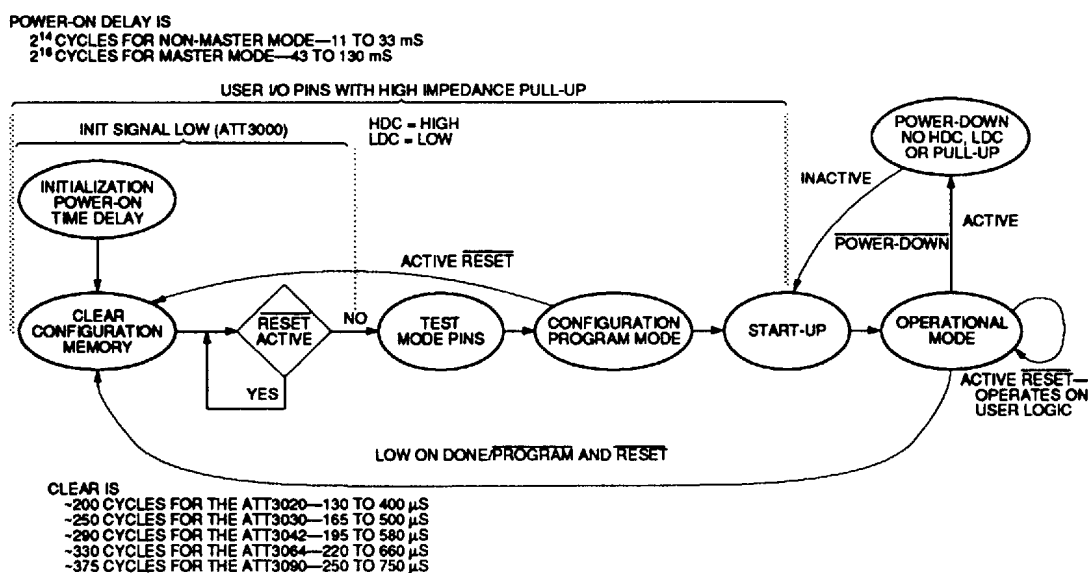 POWER-ON DELAY IS
2¹⁴ CYCLES FOR NON-MASTER MODE—11 TO 33 mS
2¹⁶ CYCLES FOR MASTER MODE—43 TO 130 mS
USER I/O PINS WITH HIGH IMPEDANCE PULL-UP
INIT SIGNAL LOW (ATT3000)
HDC = HIGH
LDC = LOW
POWER-DOWN
NO HDC, LDC
OR PULL-UP
INITIALIZATION
POWER-ON
TIME DELAY
INACTIVE
ACTIVE
POWER-DOWN
ACTIVE RESET
CLEAR
CONFIGURATION
MEMORY
RESET
ACTIVE
NO
YES
TEST
MODE PINS
CONFIGURATION
PROGRAM MODE
START-UP
OPERATIONAL
MODE
ACTIVE RESET—
OPERATES ON
USER LOGIC
LOW ON DONE/PROGRAM AND RESET
CLEAR IS
~200 CYCLES FOR THE ATT3020—130 TO 400 µS
~250 CYCLES FOR THE ATT3030—165 TO 500 µS
~290 CYCLES FOR THE ATT3042—195 TO 580 µS
~330 CYCLES FOR THE ATT3064—220 TO 660 µS
~375 CYCLES FOR THE ATT3090—250 TO 750 µS